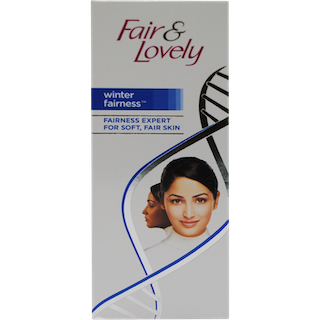 Fair &
Lovely
winter
fairness™
FAIRNESS EXPERT
FOR SOFT, FAIR SKIN